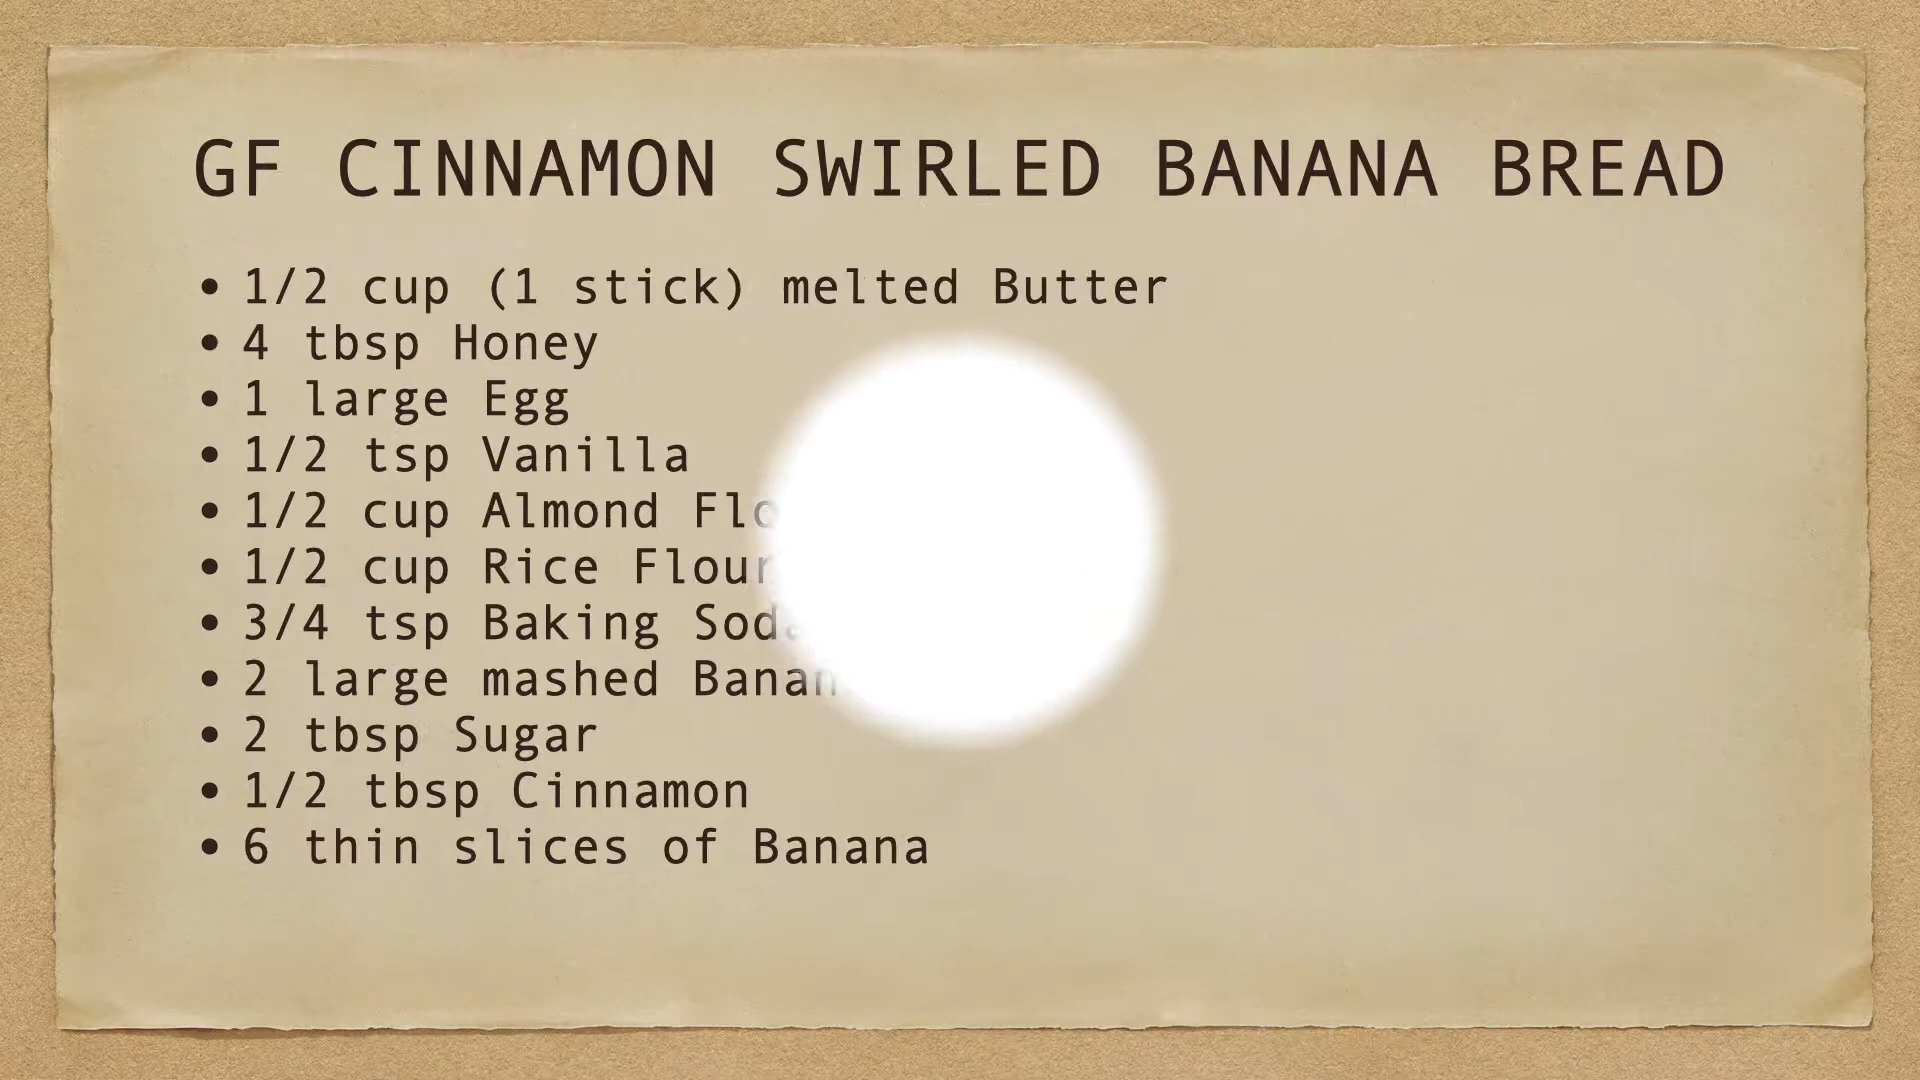 GF CINNAMON SWIRLED BANANA BREAD
• 1/2 cup (1 stick) melted Butter
• 4 tbsp Honey
• 1 large Egg
• 1/2 tsp Vanilla
• 1/2 cup Almond
• 1/2 cup Rice Flour
• 3/4 tsp Baking Soda
• 2 large mashed
• 2 tbsp Sugar
• 1/2 tbsp Cinnamon
• 6 thin slices of Banana